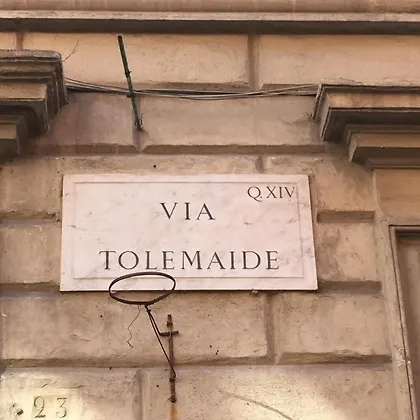 Q. XIV
VIA
TOLEMAIDE
23